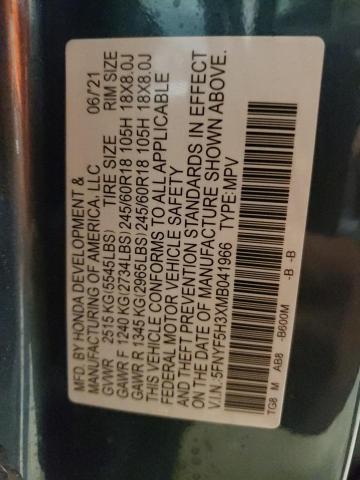 MFD. BY HONDA DEVELOPMENT &
MANUFACTURING OF AMERICA, LLC 06/'21
GVWR 2515 KG(5545LBS) TIRE SIZE RIM SIZE
GAWR F 1240 KG(2734LBS) 245/60R18 105H 18X8.0J
GAWR R 1345 KG(2965LBS) 245/60R18 105H 18X8.0J
THIS VEHICLE CONFORMS TO ALL APPLICABLE
FEDERAL MOTOR VEHICLE SAFETY
AND THEFT PREVENTION STANDARDS IN EFFECT
ON THE DATE OF MANUFACTURE SHOWN ABOVE.
V.I.N.:5FNYF5H3XMB041966 TYPE:MPV
TG8 M AB8 -B600M -B -B